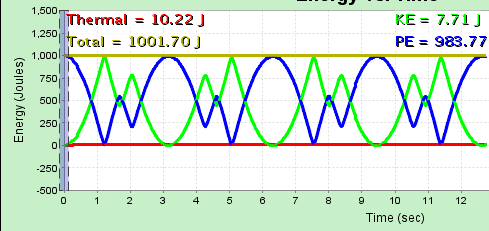 Energy vs. Time
Thermal = 10.22 J KE = 7.71 J
Total = 1001.70 J PE = 983.77
1,500
1,250
1,000
750
500
250
0
-250
-500
Energy (Joules)
0 1 2 3 4 5 6 7 8 9 10 11 12
Time (sec)